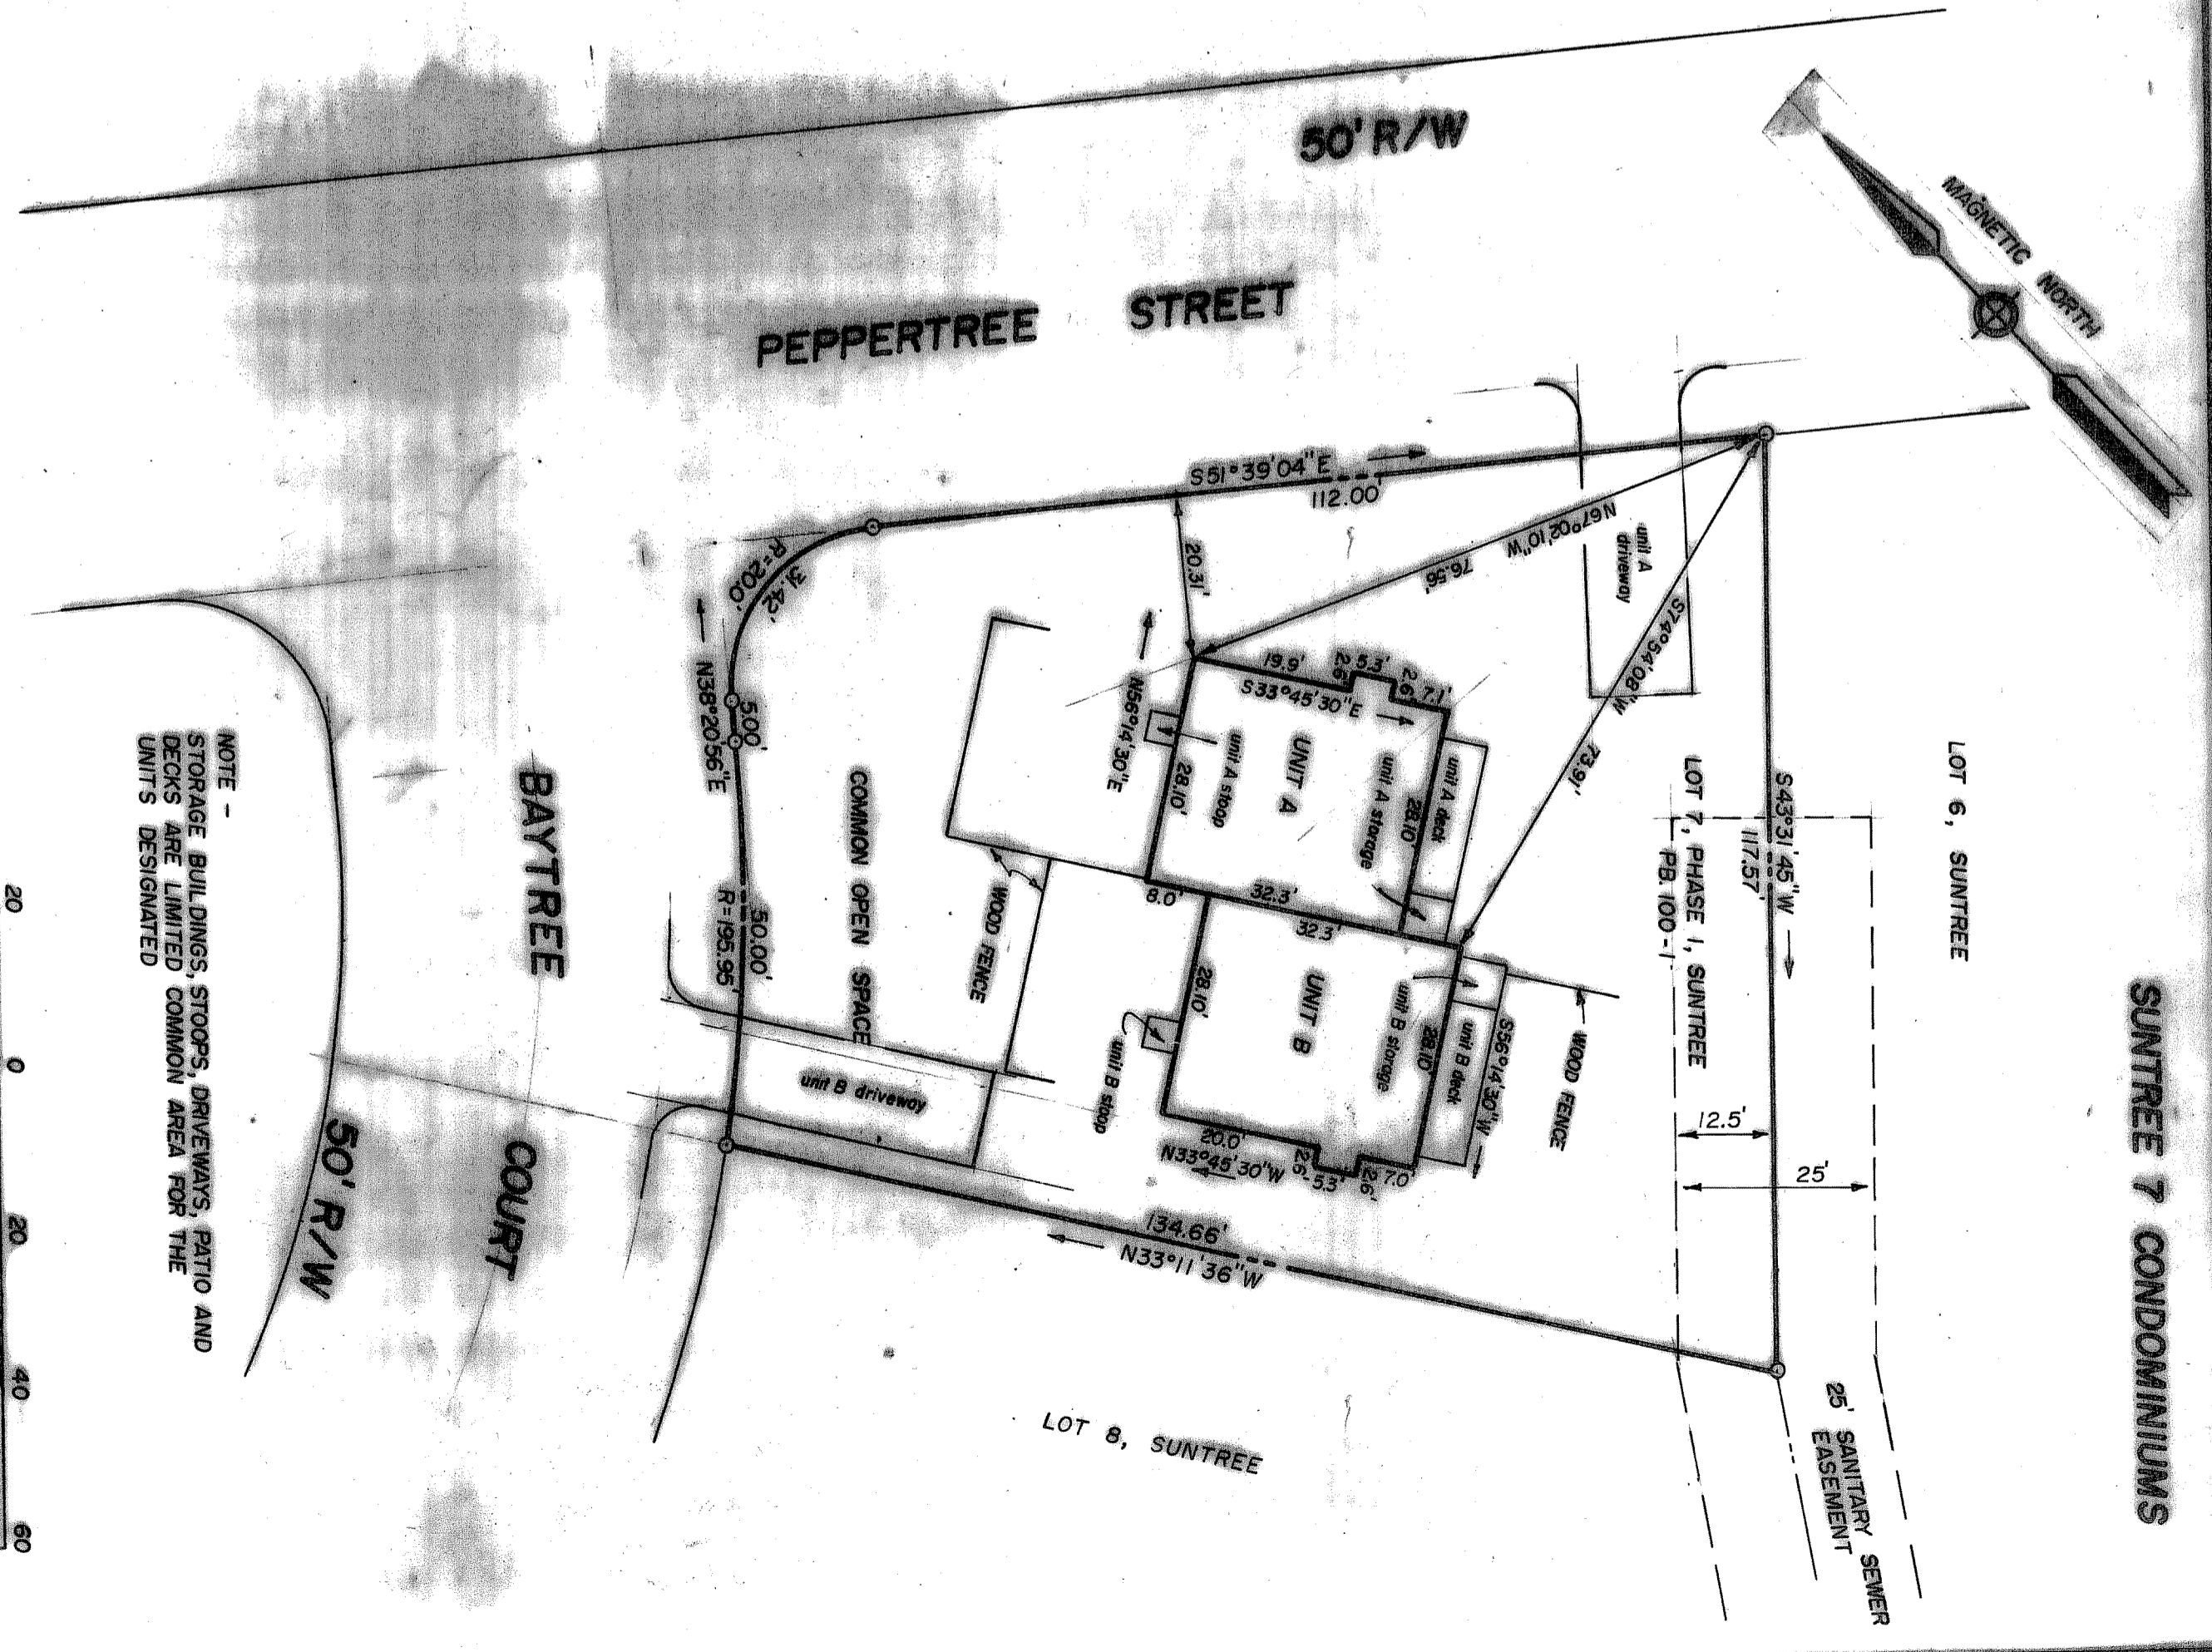 SUNTREE 7 CONDOMINIUMS
MAGNETIC NORTH
50' R/W
PEPPERTREE STREET
S51°39'04"E
112.00'
N67°02'10"W
76.56'
unit A
driveway
S74°54'08"W
73.91'
20.31'
R=20.0'
31.42'
5.00'
N38°20'56"E
50.00'
R=195.95'
LOT 6, SUNTREE
S43°31'45"W
117.57'
LOT 7, PHASE 1, SUNTREE
PB. 100-1
12.5'
25'
25' SANITARY SEWER
EASEMENT
N56°14'30"E
28.10'
19.9'
2.6'
5.3'
2.6'
7.1'
S33°45'30"E
UNIT A
unit A stoop
unit A storage
28.10'
unit A deck
8.0'
32.3'
32.3'
UNIT B
28.10'
unit B stoop
unit B storage
28.10'
unit B deck
S56°14'30"W
WOOD FENCE
WOOD FENCE
20.0'
N33°45'30"W
2.6'
5.3'
2.6'
7.0'
COMMON OPEN SPACE
unit B driveway
134.66'
N33°11'36"W
LOT 8, SUNTREE
BAYTREE COURT
50' R/W
NOTE -
STORAGE BUILDINGS, STOOPS, DRIVEWAYS, PATIO AND
DECKS ARE LIMITED COMMON AREA FOR THE
UNITS DESIGNATED
20 0 20 40 60